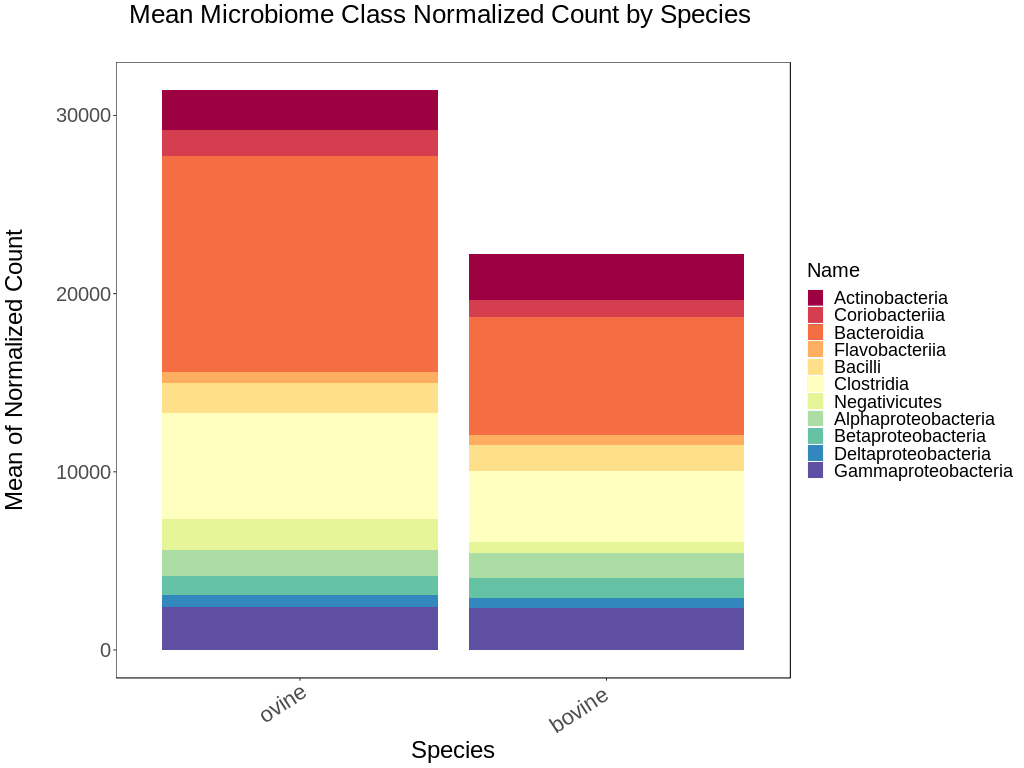 Mean Microbiome Class Normalized Count by Species
Mean of Normalized Count
30000
20000
10000
0
ovine
bovine
Species
Name
Actinobacteria
Coriobacteriia
Bacteroidia
Flavobacteriia
Bacilli
Clostridia
Negativicutes
Alphaproteobacteria
Betaproteobacteria
Deltaproteobacteria
Gammaproteobacteria